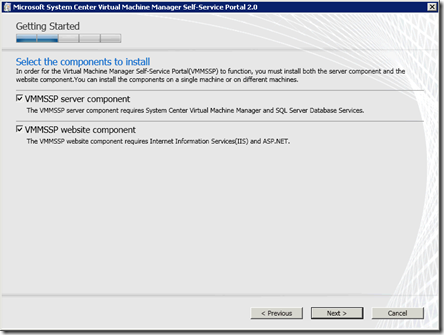 Microsoft System Center Virtual Machine Manager Self-Service Portal 2.0
Getting Started
Select the components to install
In order for the Virtual Machine Manager Self-Service Portal(VMMSSP) to function, you must install both the server component and the
website component.You can install the components on a single machine or on different machines.
VMMSSP server component
The VMMSSP server component requires System Center Virtual Machine Manager and SQL Server Database Services.
VMMSSP website component
The VMMSSP website component requires Internet Information Services(IIS) and ASP.NET.
< Previous
Next >
Cancel